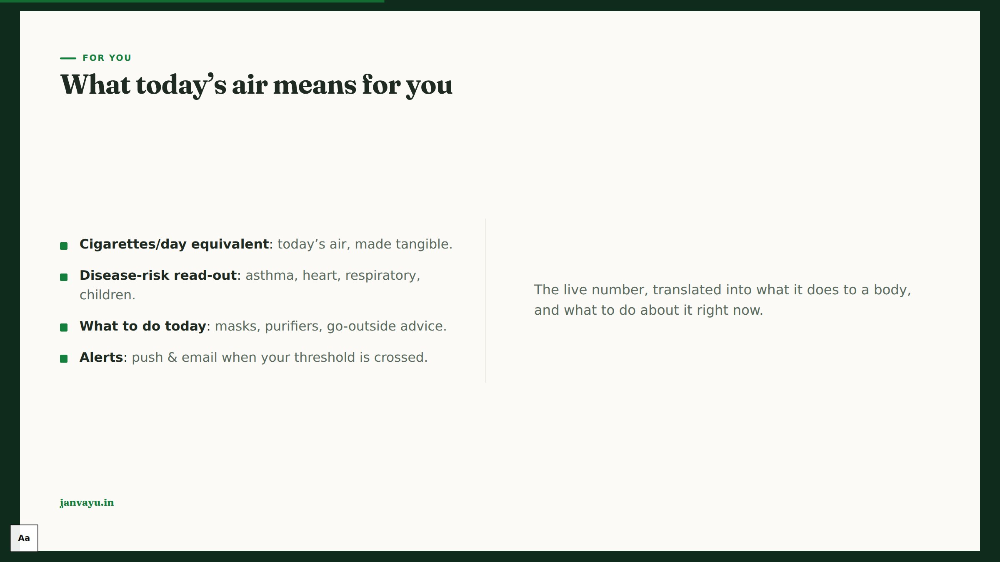 FOR YOU
What today’s air means for you
Cigarettes/day equivalent: today’s air, made tangible.
Disease-risk read-out: asthma, heart, respiratory,
children.
What to do today: masks, purifiers, go-outside advice.
Alerts: push & email when your threshold is crossed.
The live number, translated into what it does to a body,
and what to do about it right now.
janvayu.in
Aa